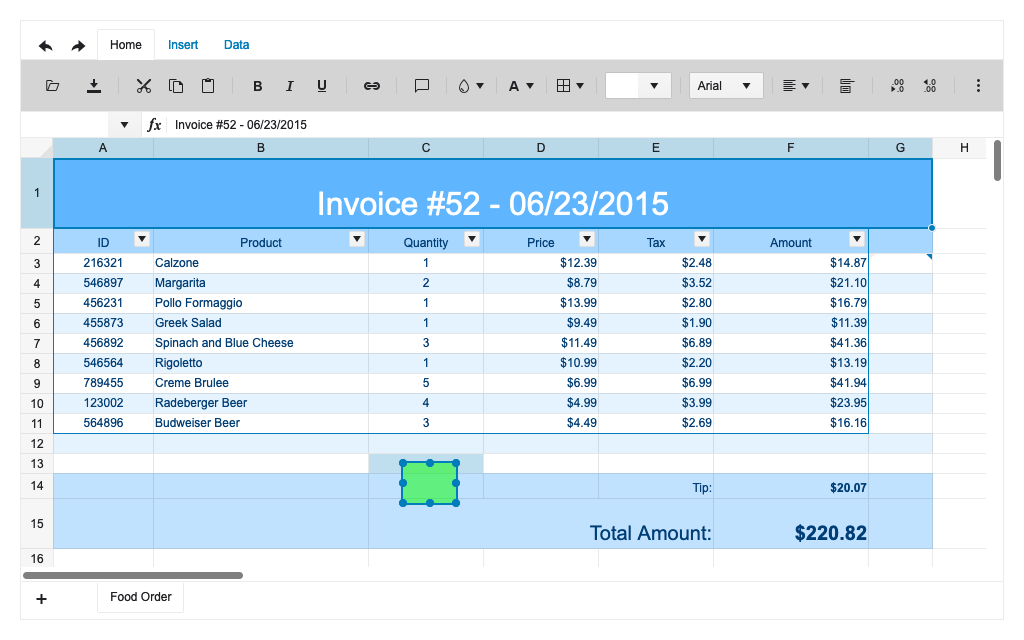 Home Insert Data
B I U A Arial .00 .0 .0 .00
fx Invoice #52 - 06/23/2015
A B C D E F G H
1 Invoice #52 - 06/23/2015
2 ID Product Quantity Price Tax Amount
3 216321 Calzone 1 $12.39 $2.48 $14.87
4 546897 Margarita 2 $8.79 $3.52 $21.10
5 456231 Pollo Formaggio 1 $13.99 $2.80 $16.79
6 455873 Greek Salad 1 $9.49 $1.90 $11.39
7 456892 Spinach and Blue Cheese 3 $11.49 $6.89 $41.36
8 546564 Rigoletto 1 $10.99 $2.20 $13.19
9 789455 Creme Brulee 5 $6.99 $6.99 $41.94
10 123002 Radeberger Beer 4 $4.99 $3.99 $23.95
11 564896 Budweiser Beer 3 $4.49 $2.69 $16.16
12
13
14 Tip: $20.07
15 Total Amount: $220.82
16
+ Food Order